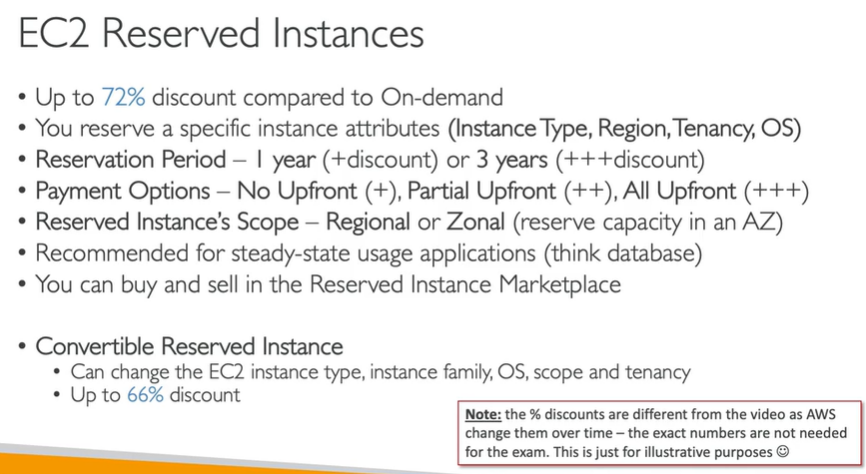 EC2 Reserved Instances
• Up to 72% discount compared to On-demand
• You reserve a specific instance attributes (Instance Type, Region, Tenancy, OS)
• Reservation Period – 1 year (+discount) or 3 years (+++discount)
• Payment Options – No Upfront (+), Partial Upfront (++), All Upfront (+++)
• Reserved Instance's Scope – Regional or Zonal (reserve capacity in an AZ)
• Recommended for steady-state usage applications (think database)
• You can buy and sell in the Reserved Instance Marketplace
• Convertible Reserved Instance
• Can change the EC2 instance type, instance family, OS, scope and tenancy
• Up to 66% discount
Note: the % discounts are different from the video as AWS
change them over time – the exact numbers are not needed
for the exam. This is just for illustrative purposes ☺